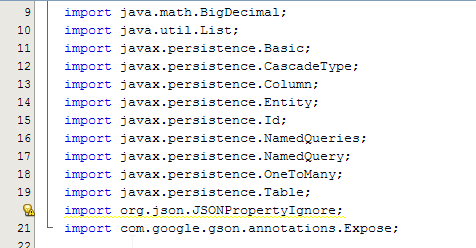 9 import java.math.BigDecimal;
10 import java.util.List;
11 import javax.persistence.Basic;
12 import javax.persistence.CascadeType;
13 import javax.persistence.Column;
14 import javax.persistence.Entity;
15 import javax.persistence.Id;
16 import javax.persistence.NamedQueries;
17 import javax.persistence.NamedQuery;
18 import javax.persistence.OneToMany;
19 import javax.persistence.Table;
import org.json.JSONPropertyIgnore;
21 import com.google.gson.annotations.Expose;
22